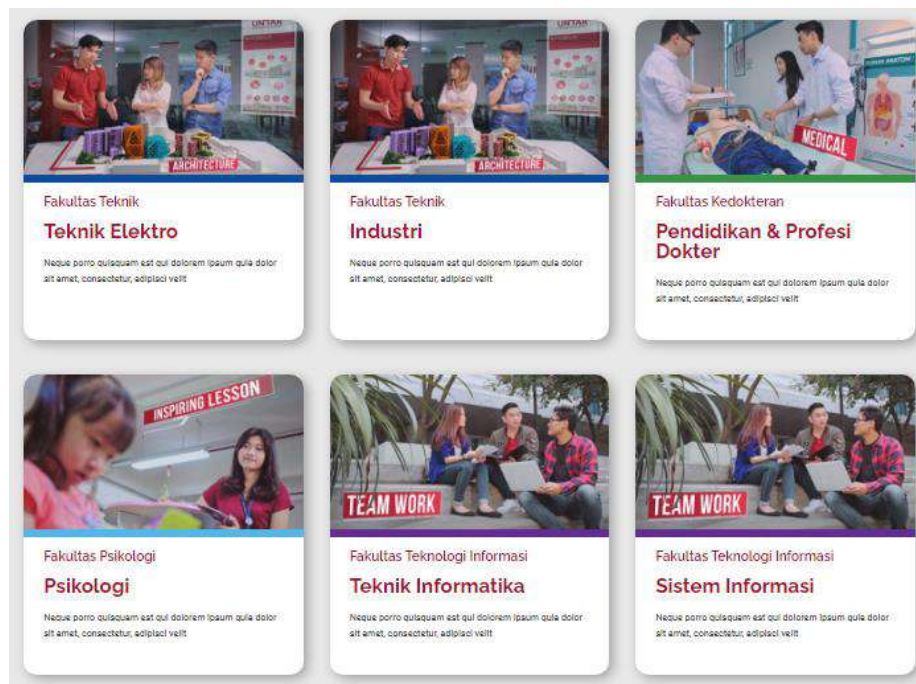 UNTAR
UNTAR
HUMAN ANATOM
ARCHITECTURE
ARCHITECTURE
MEDICAL
Fakultas Teknik
Teknik Elektro
Neque porro quisquam est qui dolorem ipsum quia dolor
sit amet, consectetur, adipisci velit
Fakultas Teknik
Industri
Neque porro quisquam est qui dolorem ipsum quia dolor
sit amet, consectetur, adipisci velit
Fakultas Kedokteran
Pendidikan & Profesi
Dokter
Neque porro quisquam est qui dolorem ipsum quia dolor
sit amet, consectetur, adipisci velit
INSPIRING LESSON
TEAM WORK
TEAM WORK
Fakultas Psikologi
Psikologi
Neque porro quisquam est qui dolorem ipsum quia dolor
sit amet, consectetur, adipisci velit
Fakultas Teknologi Informasi
Teknik Informatika
Neque porro quisquam est qui dolorem ipsum quia dolor
sit amet, consectetur, adipisci velit
Fakultas Teknologi Informasi
Sistem Informasi
Neque porro quisquam est qui dolorem ipsum quia dolor
sit amet, consectetur, adipisci velit